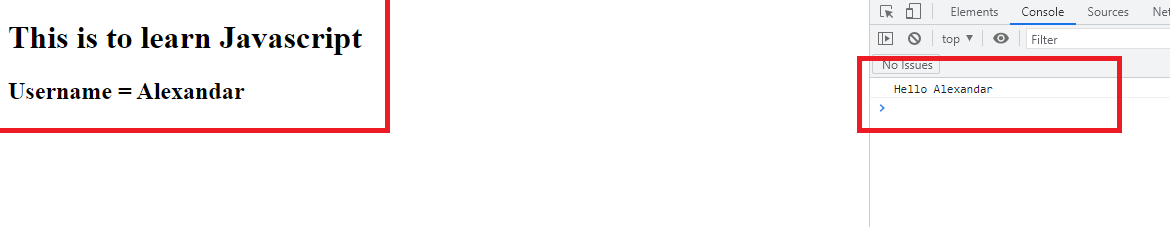 This is to learn Javascript
Username = Alexandar
Elements Console Sources
top ▼ Filter
No Issues
Hello Alexandar